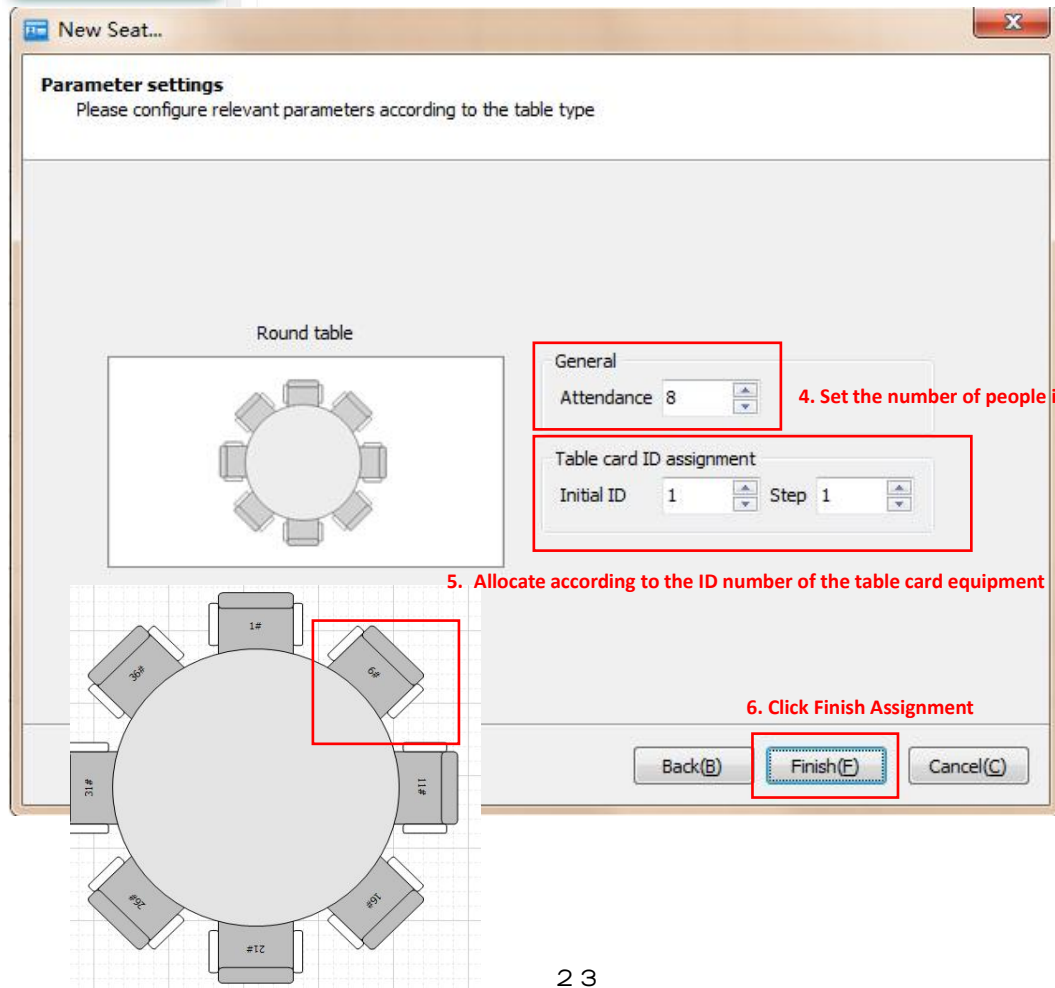 New Seat...
Parameter settings
Please configure relevant parameters according to the table type
Round table
General
Attendance 8
4. Set the number of people i
Table card ID assignment
Initial ID 1 Step 1
5. Allocate according to the ID number of the table card equipment
1#
36#
6#
6. Click Finish Assignment
Back(B) Finish(F) Cancel(C)
31#
11#
26#
16#
21#
23